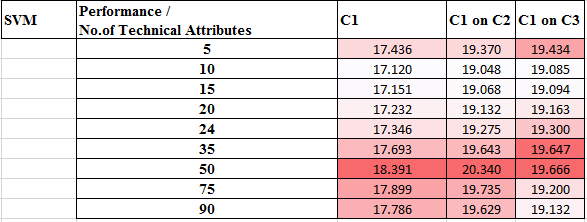 SVM Performance / C1 C1 on C2 C1 on C3
No.of Technical Attributes
5 17.436 19.370 19.434
10 17.120 19.048 19.085
15 17.151 19.068 19.094
20 17.232 19.132 19.163
24 17.346 19.275 19.300
35 17.693 19.643 19.647
50 18.391 20.340 19.666
75 17.899 19.735 19.200
90 17.786 19.629 19.132